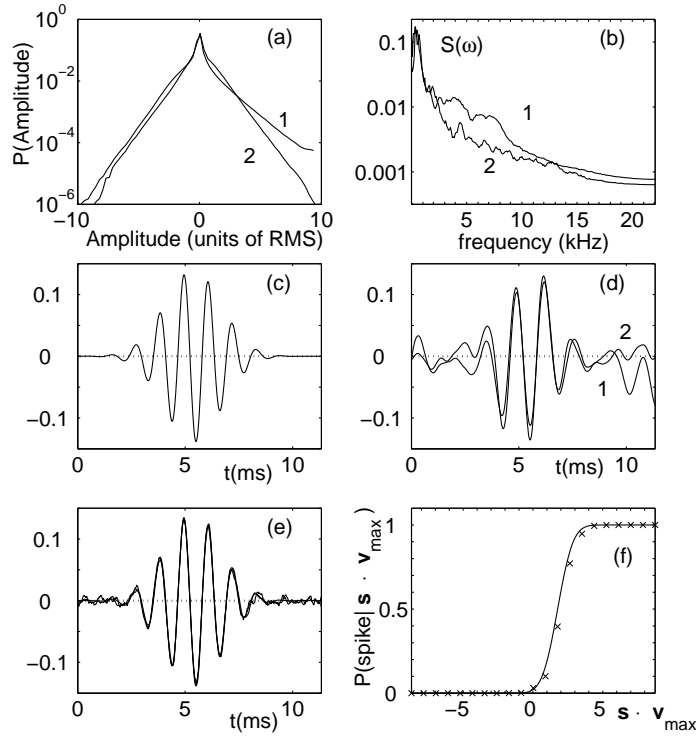 10^0
10^-2
10^-4
10^-6
P(Amplitude)
(a)
1
2
-10 0 10
Amplitude (units of RMS)
0.1
0.01
0.001
S(ω)
(b)
1
2
5 10 15 20
frequency (kHz)
0.1
0
-0.1
(c)
0 5 10
t(ms)
0.1
0
-0.1
(d)
2
1
0 5 10
t(ms)
0.1
0
-0.1
(e)
0 5 10
t(ms)
P(spike| s · v_max)
1
0.5
0
(f)
-5 0 5
s · v_max